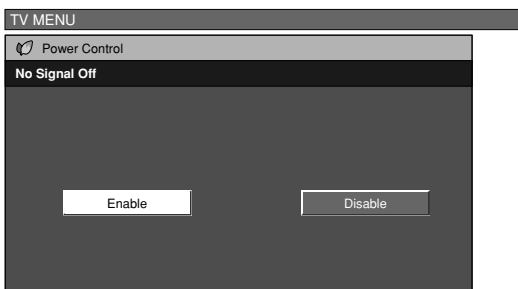 TV MENU
Power Control
No Signal Off
Enable Disable